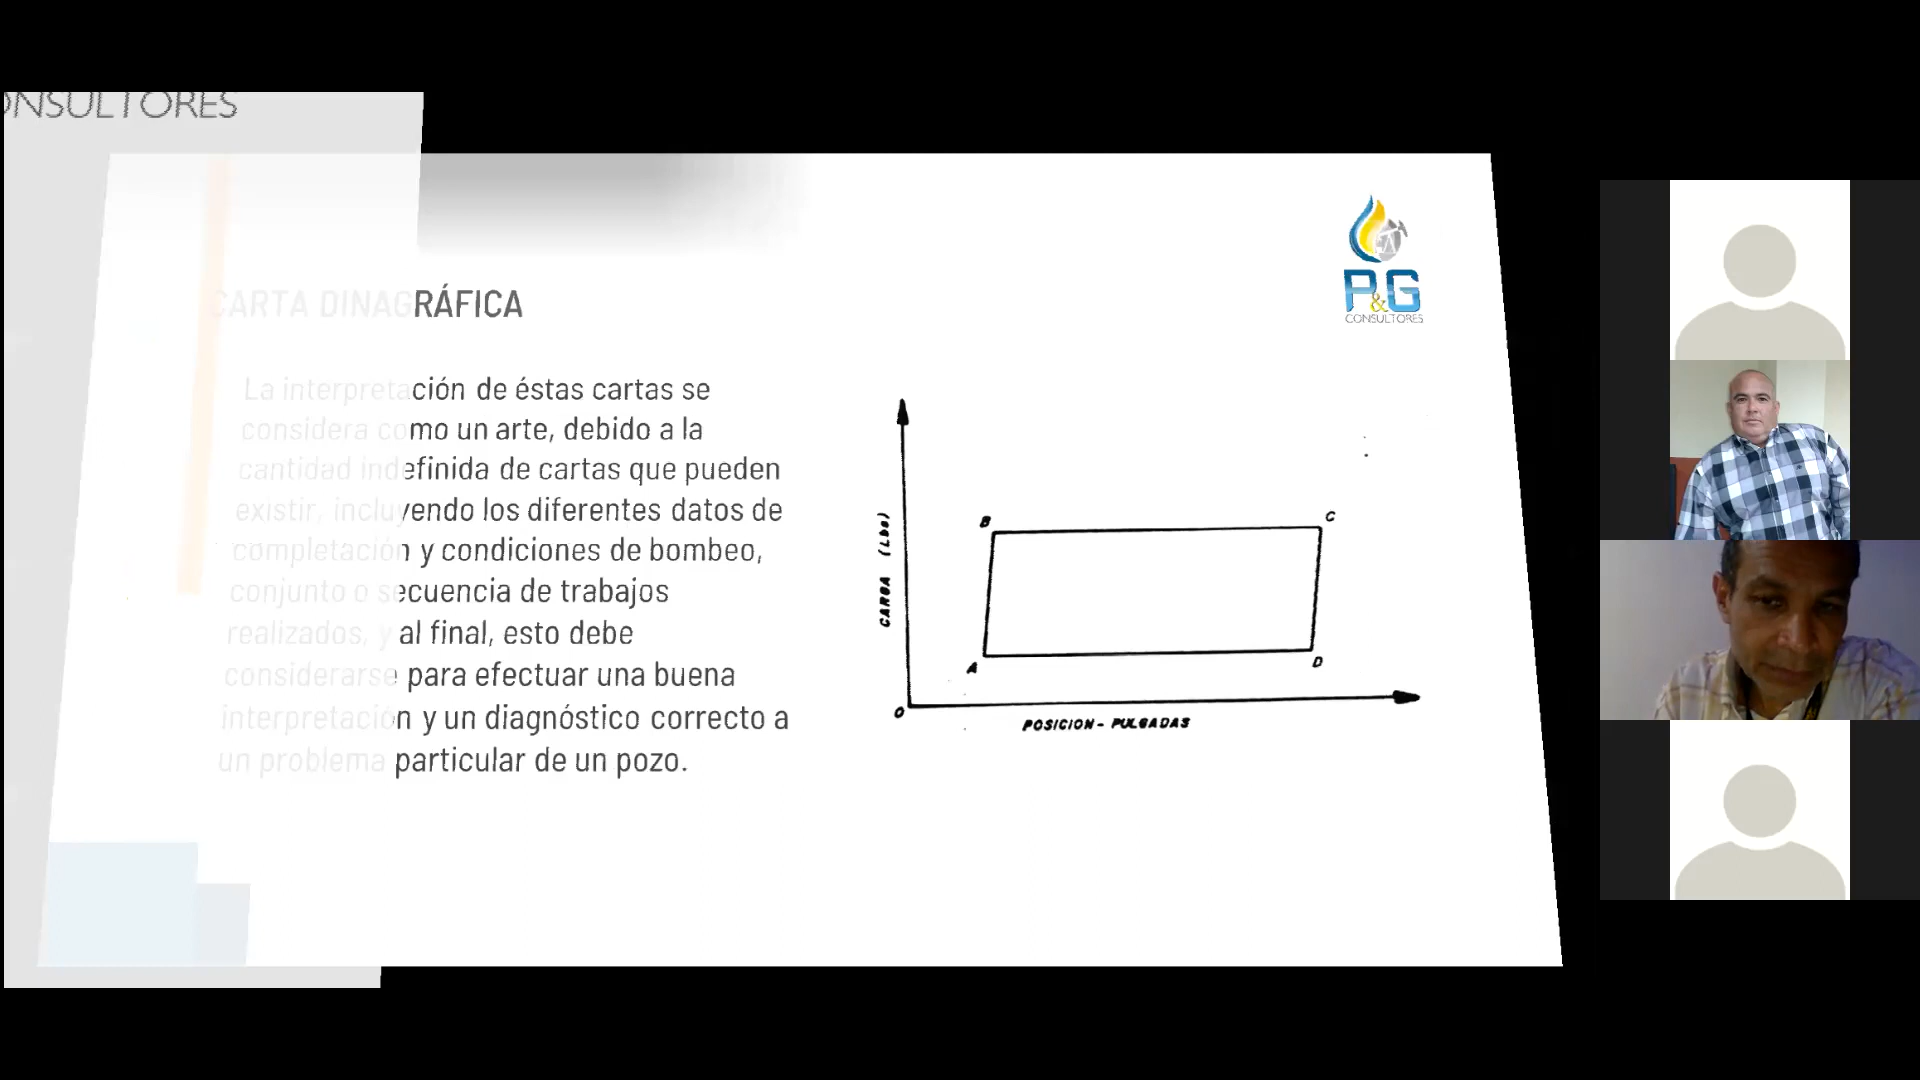 ONSULTORES
CARTA DINAGRÁFICA
La interpretación de éstas cartas se
considera como un arte, debido a la
cantidad indefinida de cartas que pueden
existir, incluyendo los diferentes datos de
completación y condiciones de bombeo,
conjunto o secuencia de trabajos
realizados, y al final, esto debe
considerarse para efectuar una buena
interpretación y un diagnóstico correcto a
un problema particular de un pozo.
P&G
CONSULTORES
CARGA (Lbs)
B
C
A
D
O
POSICION - PULGADAS